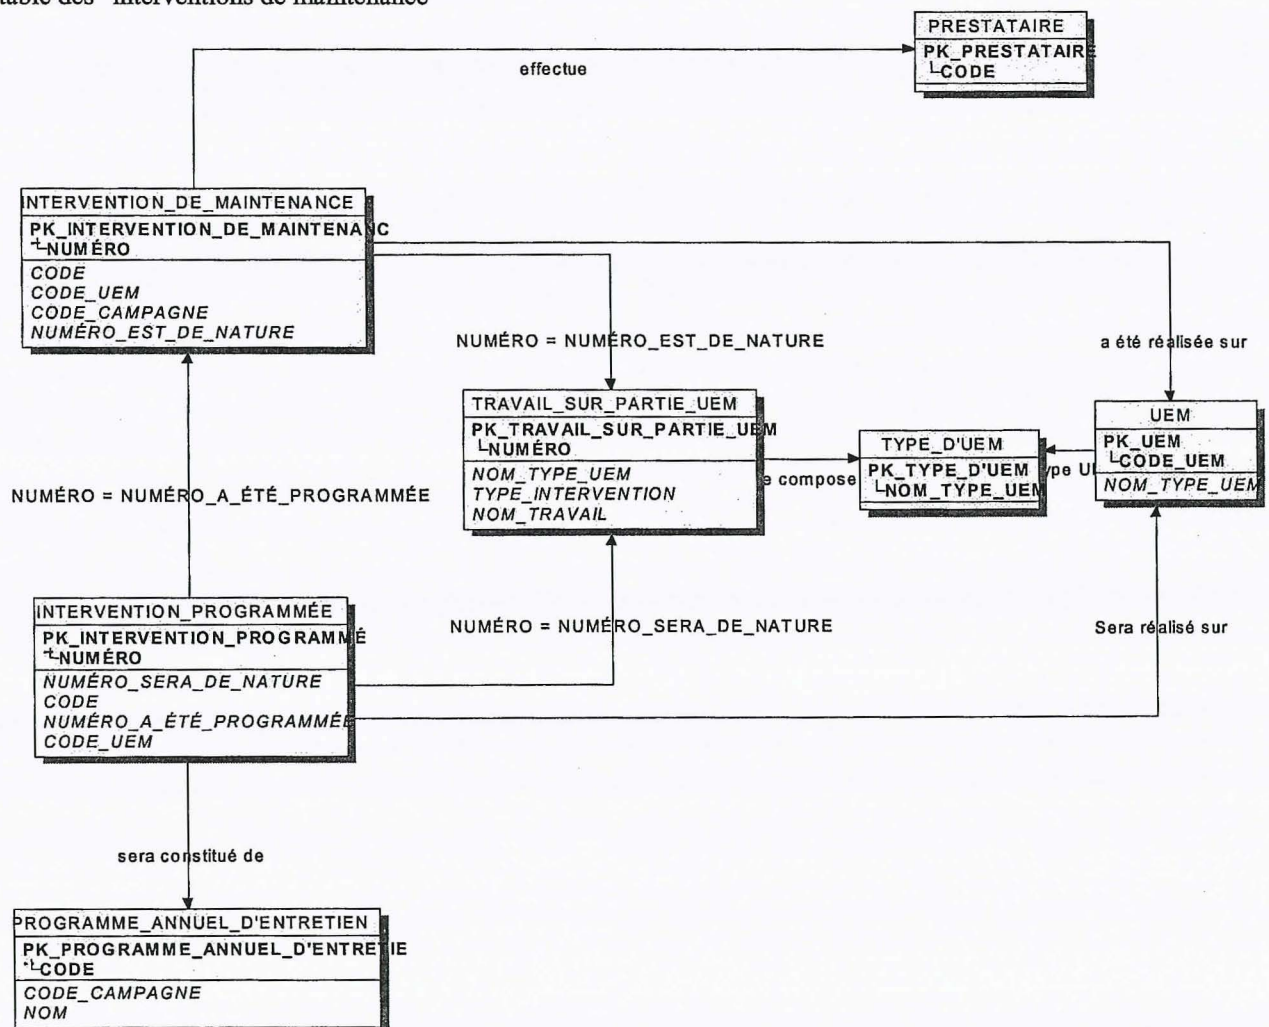 table des interventions de maintenance
PRESTATAIRE
PK_PRESTATAIRE
CODE
effectue
INTERVENTION_DE_MAINTENANCE
PK_INTERVENTION_DE_MAINTENANC
NUMÉRO
CODE
CODE_UEM
CODE_CAMPAGNE
NUMÉRO_EST_DE_NATURE
NUMÉRO = NUMÉRO_EST_DE_NATURE
a été réalisée sur
TRAVAIL_SUR_PARTIE_UEM
PK_TRAVAIL_SUR_PARTIE_UEM
NUMÉRO
NOM_TYPE_UEM
TYPE_INTERVENTION
NOM_TRAVAIL
e compose
TYPE_D'UEM
PK_TYPE_D'UEM
NOM_TYPE_UEM
ype UE
UEM
PK_UEM
CODE_UEM
NOM_TYPE_UEM
NUMÉRO = NUMÉRO_A_ÉTÉ_PROGRAMMÉE
INTERVENTION_PROGRAMMÉE
PK_INTERVENTION_PROGRAMMÉ
NUMÉRO
NUMÉRO_SERA_DE_NATURE
CODE
NUMÉRO_A_ÉTÉ_PROGRAMMÉE
CODE_UEM
NUMÉRO = NUMÉRO_SERA_DE_NATURE
Sera réalisé sur
sera constitué de
PROGRAMME_ANNUEL_D'ENTRETIEN
PK_PROGRAMME_ANNUEL_D'ENTRETIE
CODE
CODE_CAMPAGNE
NOM